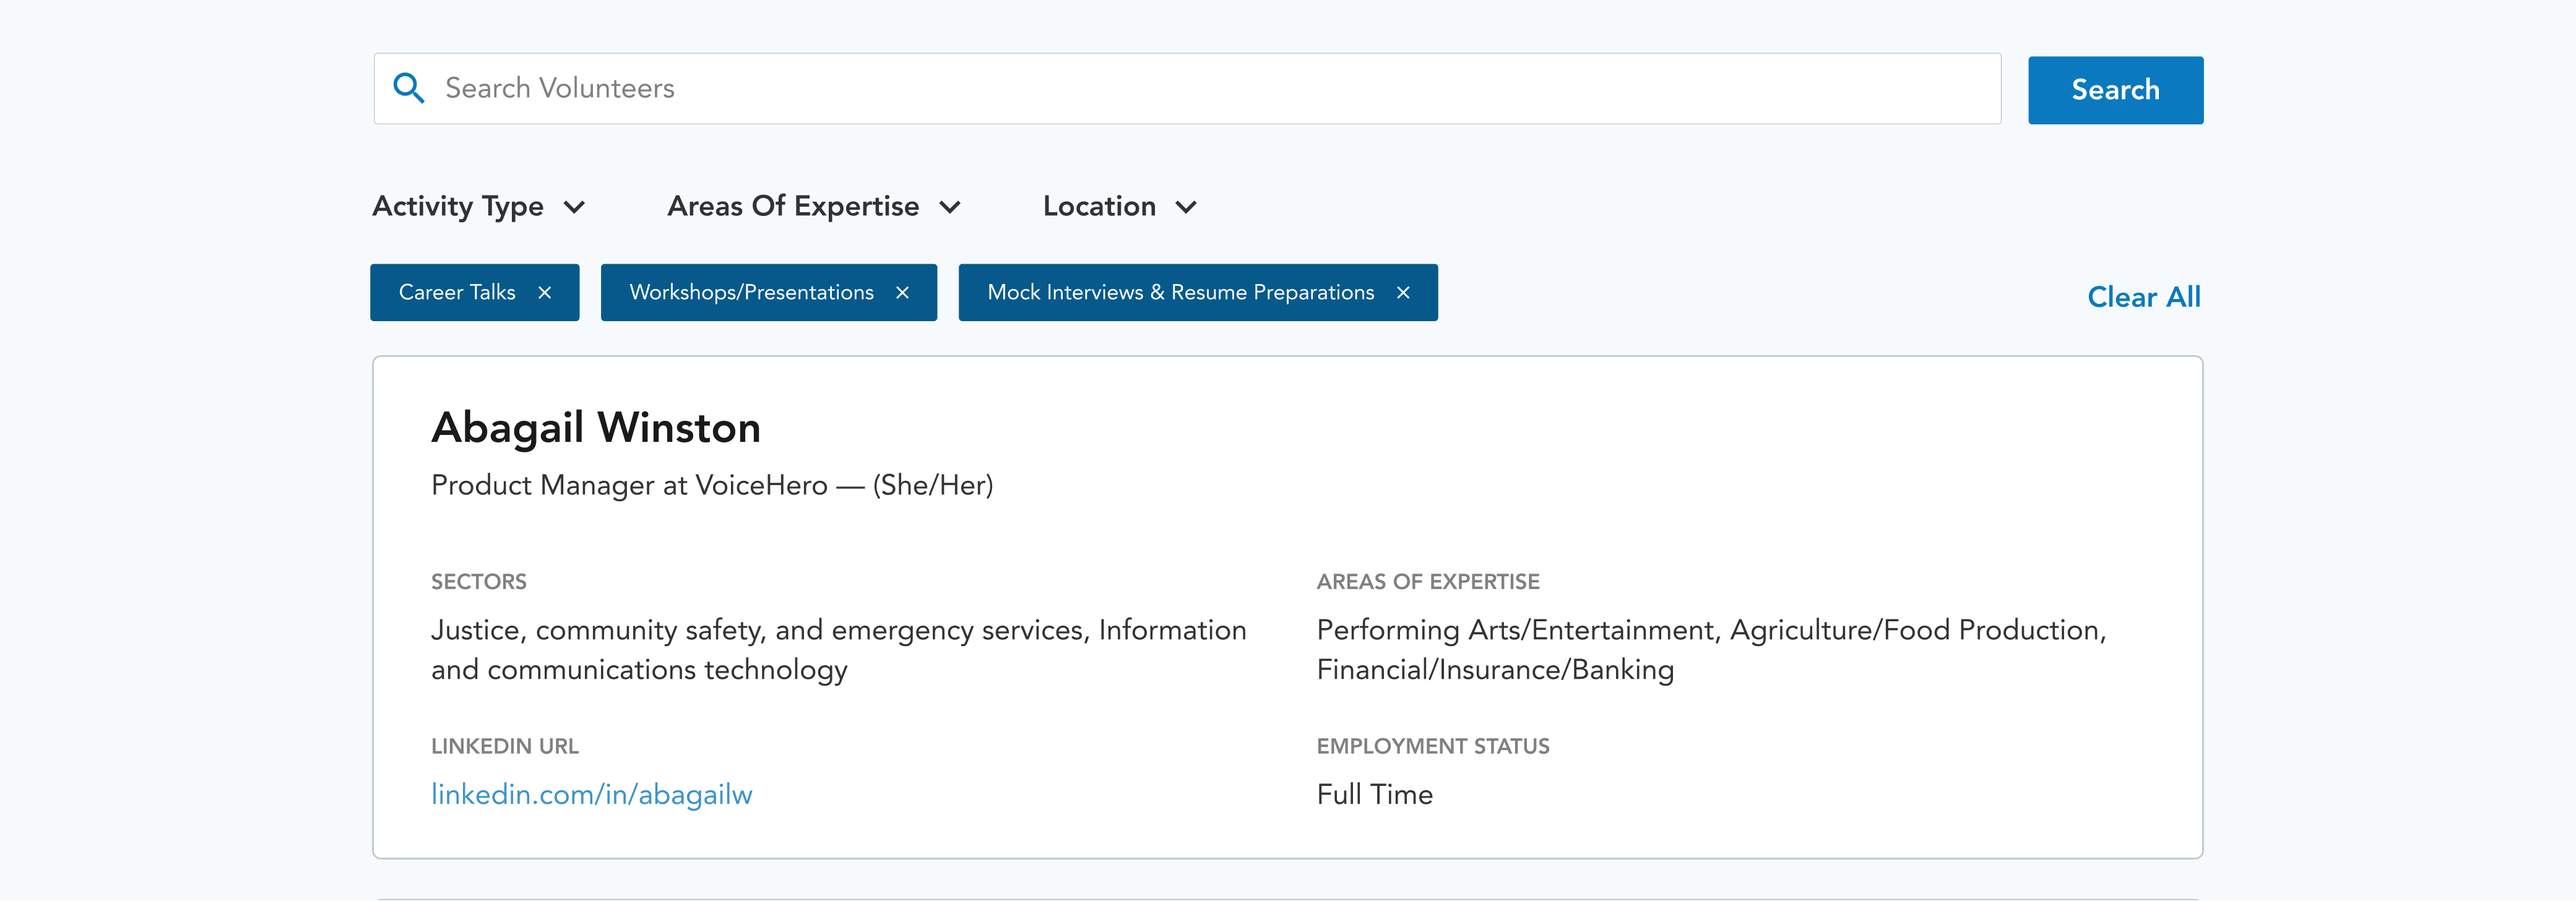 Search Volunteers
Search
Activity Type
Areas Of Expertise
Location
Career Talks
Workshops/Presentations
Mock Interviews & Resume Preparations
Clear All
Abagail Winston
Product Manager at VoiceHero — (She/Her)
SECTORS
Justice, community safety, and emergency services, Information
and communications technology
AREAS OF EXPERTISE
Performing Arts/Entertainment, Agriculture/Food Production,
Financial/Insurance/Banking
LINKEDIN URL
linkedin.com/in/abagailw
EMPLOYMENT STATUS
Full Time